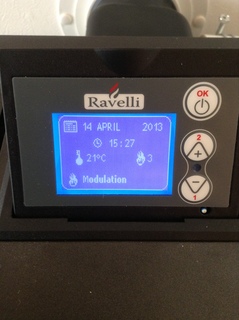 Ravelli
OK
14 APRIL 2013
15:27
2
+
21°C 3
-
1
Modulation